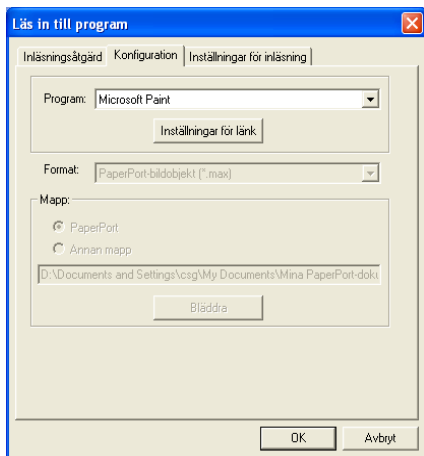 Läs in till program
Inläsningsåtgärd Konfiguration Inställningar för inläsning
Program: Microsoft Paint
Inställningar för länk
Format: PaperPort-bildobjekt (*.max)
Mapp:
PaperPort
Annan mapp
D:\Documents and Settings\csg\My Documents\Mina PaperPort-doku
Bläddra
OK Avbryt